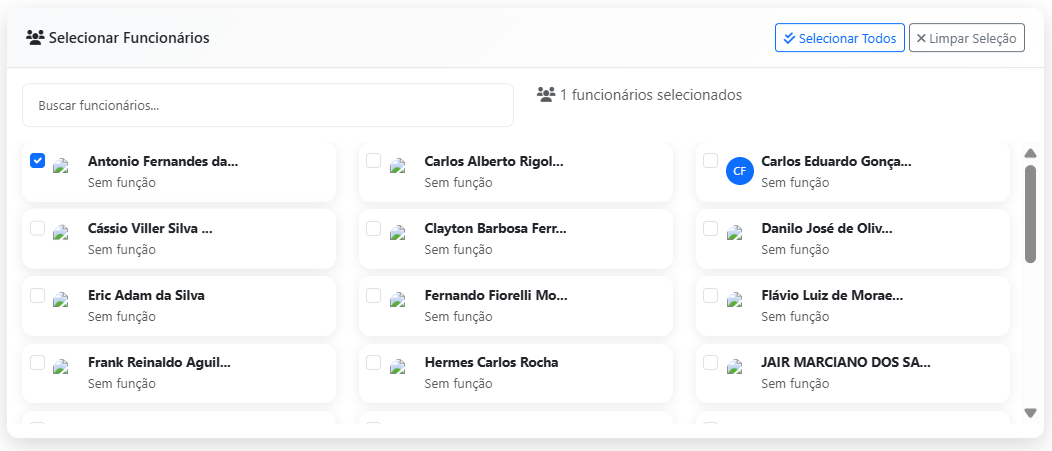 Selecionar Funcionários
Selecionar Todos
Limpar Seleção
Buscar funcionários...
1 funcionários selecionados
Antonio Fernandes da...
Sem função
Carlos Alberto Rigol...
Sem função
CF
Carlos Eduardo Gonça...
Sem função
Cássio Viller Silva ...
Sem função
Clayton Barbosa Ferr...
Sem função
Danilo José de Oliv...
Sem função
Eric Adam da Silva
Sem função
Fernando Fiorelli Mo...
Sem função
Flávio Luiz de Morae...
Sem função
Frank Reinaldo Aguil...
Sem função
Hermes Carlos Rocha
Sem função
JAIR MARCIANO DOS SA...
Sem função